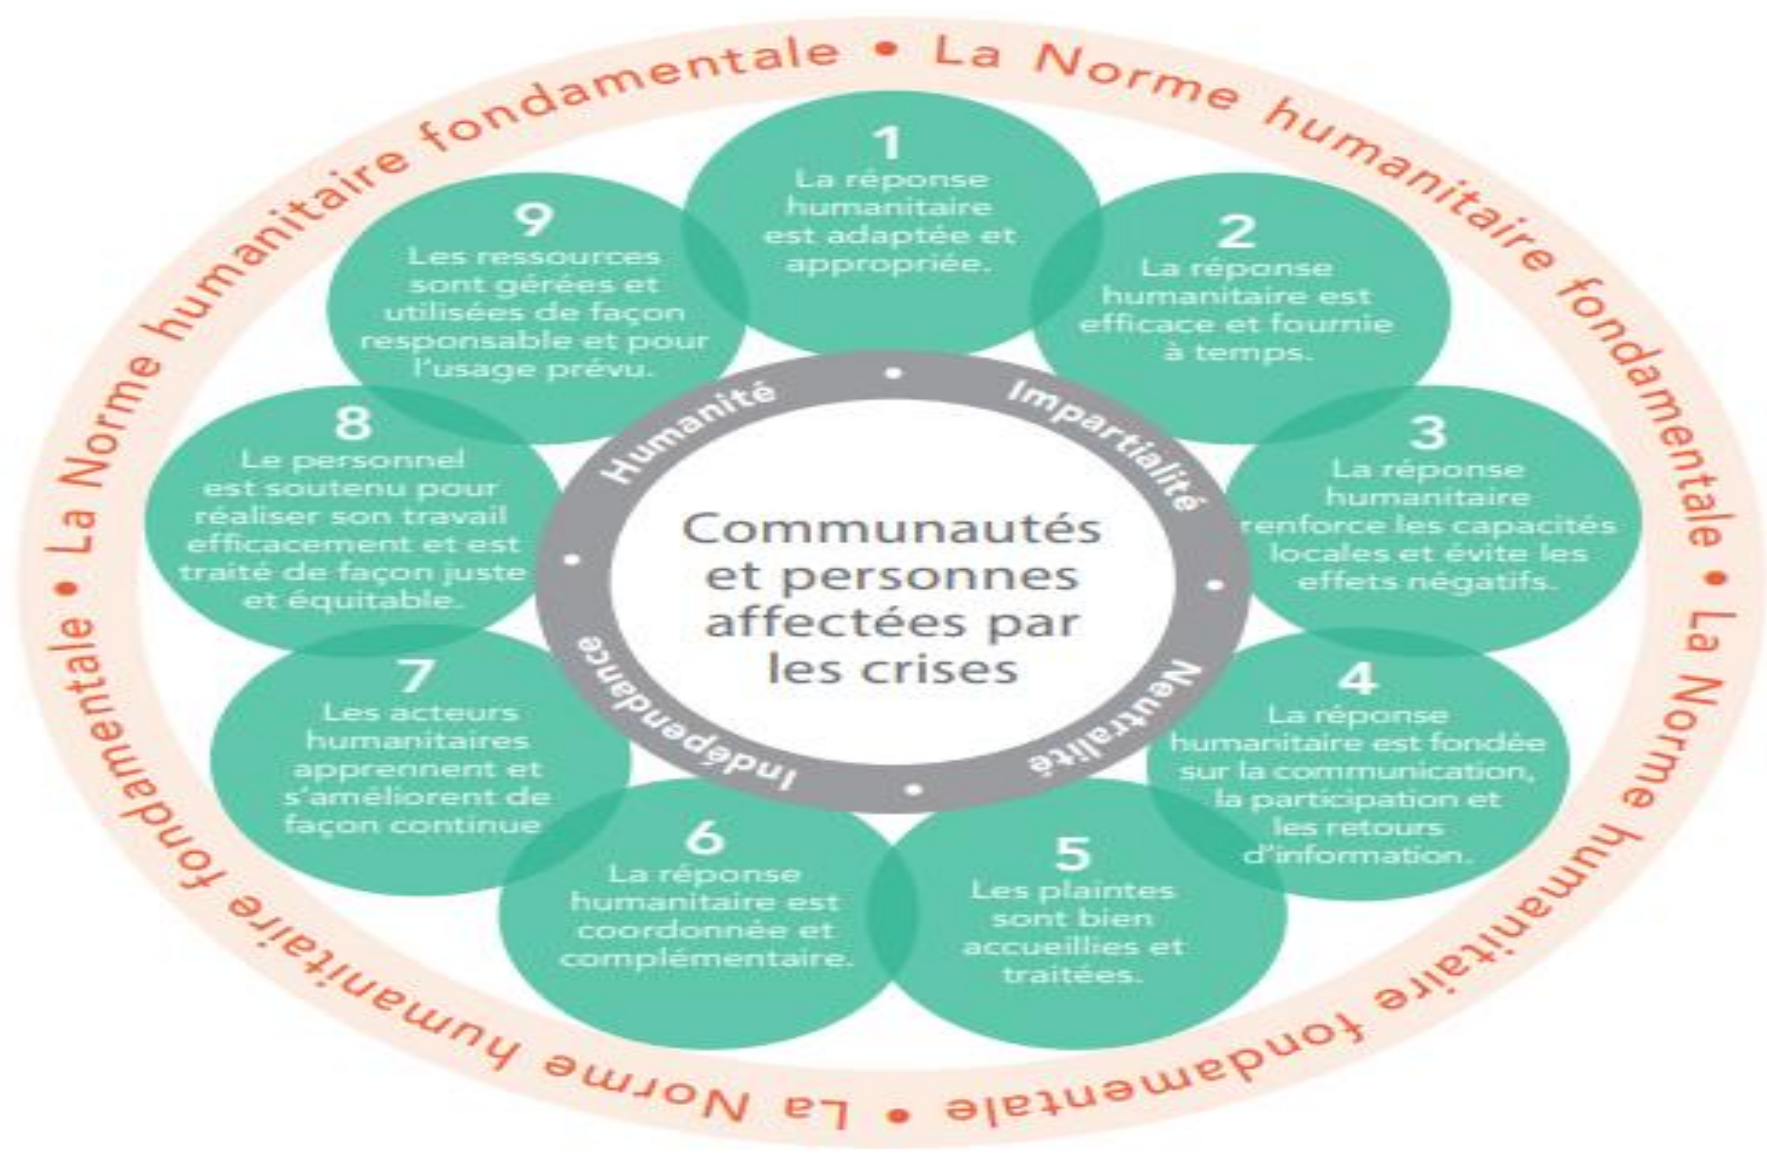 La Norme humanitaire fondamentale • La Norme humanitaire fondamentale • La Norme humanitaire fondamentale • La Norme humanitaire fondamentale •
1
La réponse
humanitaire
est adaptée et
appropriée.
2
La réponse
humanitaire est
efficace et fournie
à temps.
3
La réponse
humanitaire
renforce les capacités
locales et évite les
effets négatifs.
4
La réponse
humanitaire est fondée
sur la communication,
la participation et
les retours
d'information.
5
Les plaintes
sont bien
accueillies et
traitées.
6
La réponse
humanitaire est
coordonnée et
complémentaire.
7
Les acteurs
humanitaires
apprennent et
s'améliorent de
façon continue
8
Le personnel
est soutenu pour
réaliser son travail
efficacement et est
traité de façon juste
et équitable.
9
Les ressources
sont gérées et
utilisées de façon
responsable et pour
l'usage prévu.
Humanité • Impartialité • Neutralité • Indépendance •
Communautés
et personnes
affectées par
les crises